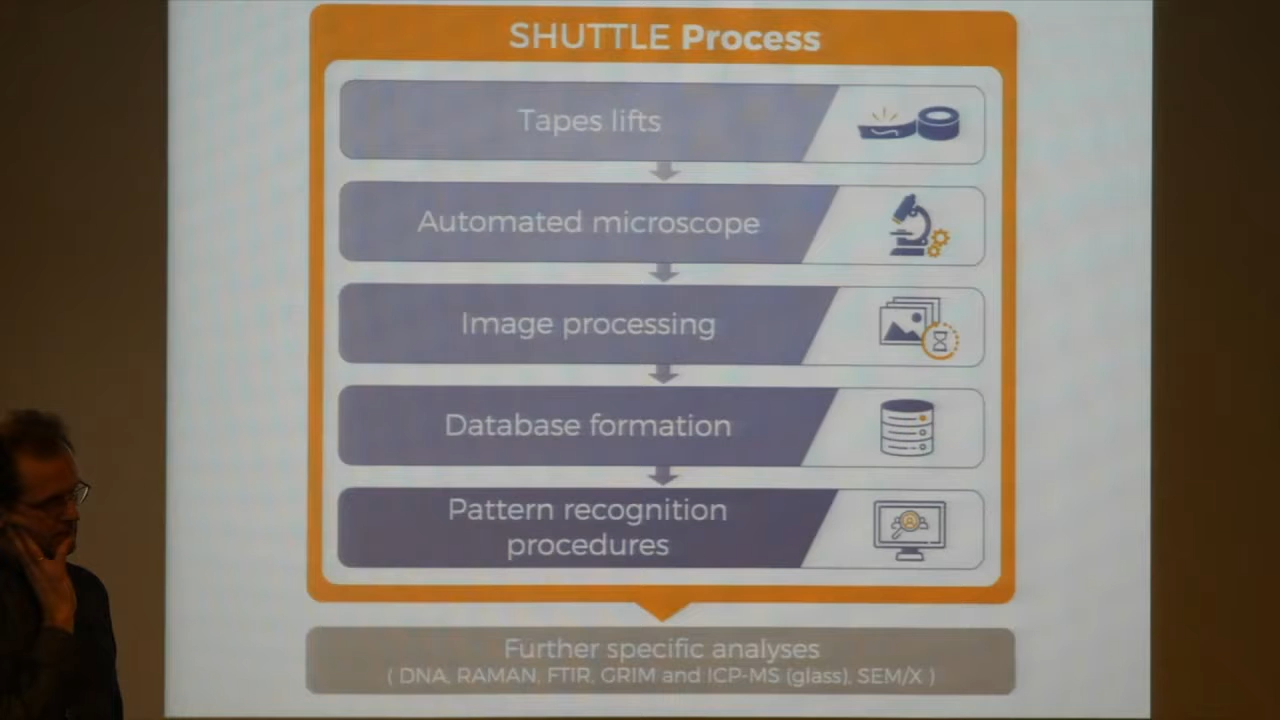 SHUTTLE Process
Tapes lifts
Automated microscope
Image processing
Database formation
Pattern recognition
procedures
Further specific analyses
( DNA, RAMAN, FTIR, GRIM and ICP-MS (glass), SEM/X )